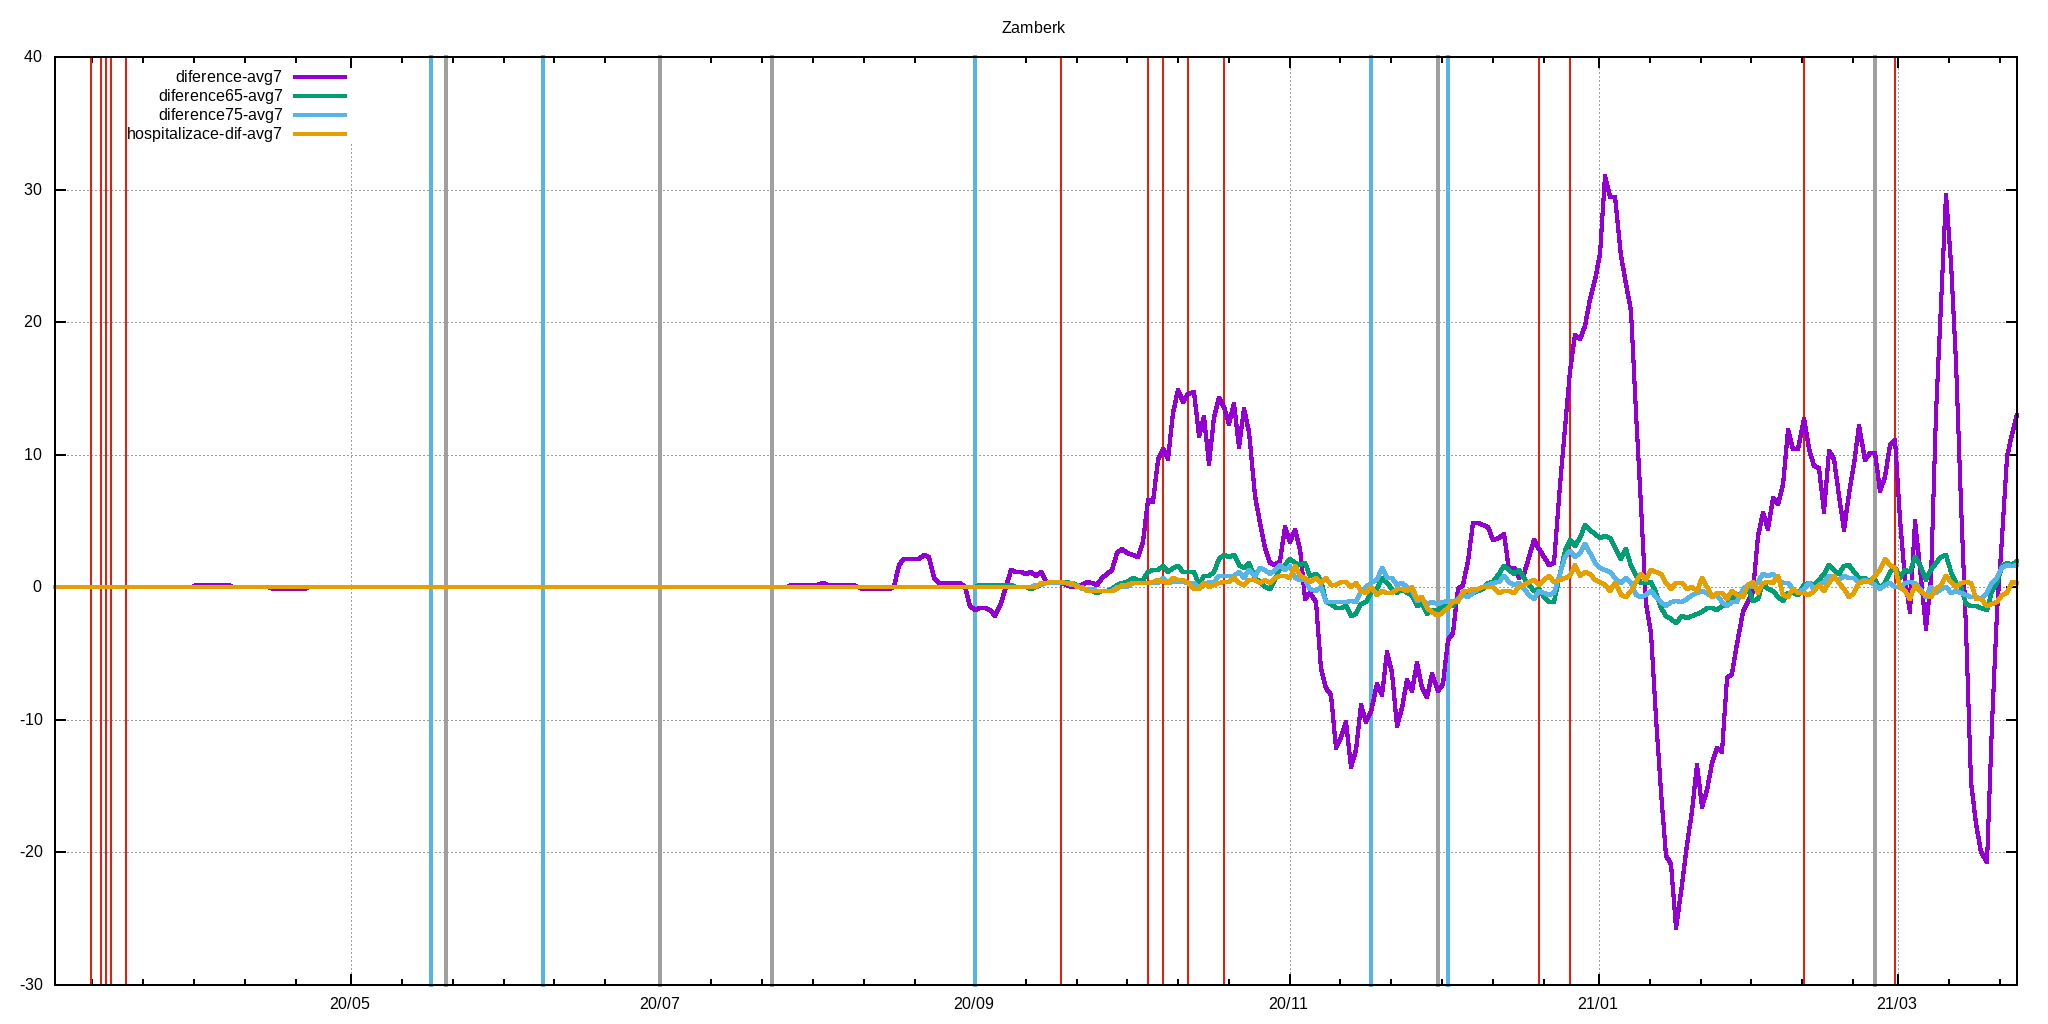 Zamberk
diference-avg7
diference65-avg7
diference75-avg7
hospitalizace-dif-avg7
40
30
20
10
0
-10
-20
-30
20/05 20/07 20/09 20/11 21/01 21/03